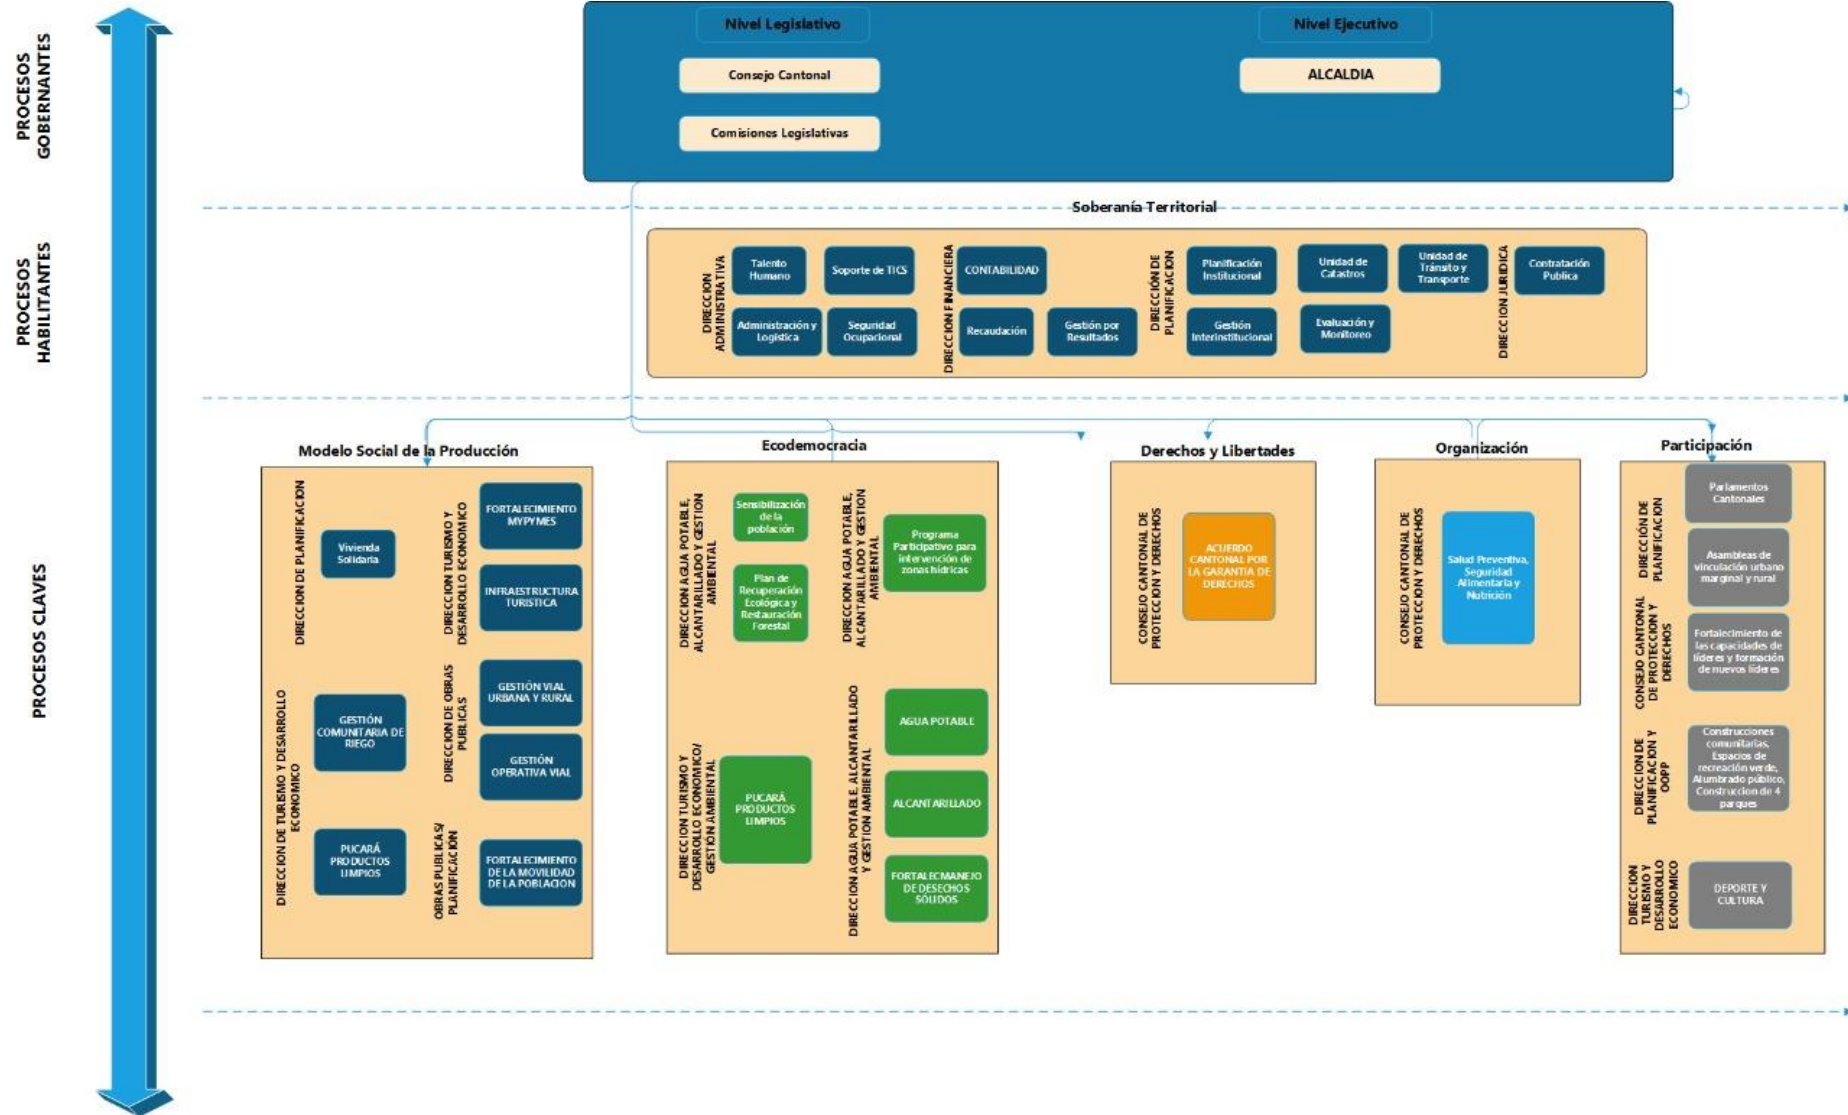 PROCESOS
GOBERNANTES
Nivel Legislativo
Nivel Ejecutivo
Consejo Cantonal
ALCALDIA
Comisiones Legislativas
PROCESOS
HABILITANTES
Soberanía Territorial
DIRECCION
ADMINISTRATIVA
Talento
Humano
Soporte de TICS
Administración y
Logística
Seguridad
Ocupacional
DIRECCION FINANCIERA
CONTABILIDAD
Recaudación
Gestión por
Resultados
DIRECCIÓN DE
PLANIFICACION
Planificación
Institucional
Unidad de
Catastros
Unidad de
Tránsito y
Transporte
Gestión
Interinstitucional
Evaluación y
Monitoreo
DIRECCION JURIDICA
Contratación
Publica
PROCESOS CLAVES
Modelo Social de la Producción
DIRECCION DE PLANIFICACION
Vivienda
Solidaria
DIRECCION TURISMO Y
DESARROLLO ECONOMICO
FORTALECIMIENTO
MYPYMES
INFRAESTRUCTURA
TURISTICA
DIRECCION DE TURISMO Y DESARROLLO
ECONOMICO
GESTIÓN
COMUNITARIA DE
RIEGO
PUCARÁ
PRODUCTOS
LIMPIOS
DIRECCION DE OBRAS
PUBLICAS
GESTIÓN VIAL
URBANA Y RURAL
GESTIÓN
OPERATIVA VIAL
OBRAS PUBLICAS/
PLANIFICACIÓN
FORTALECIMIENTO
DE LA MOVILIDAD
DE LA POBLACION
Ecodemocracia
DIRECCION AGUA POTABLE,
ALCANTARILLADO Y GESTION
AMBIENTAL
Sensibilización
de la
población
Plan de
Recuperación
Ecológica y
Restauración
Forestal
DIRECCION AGUA POTABLE,
ALCANTARILLADO Y GESTION
AMBIENTAL
Programa
Participativo para
intervención de
zonas hídricas
DIRECCION TURISMO Y
DESARROLLO ECONOMICO/
GESTIÓN AMBIENTAL
PUCARÁ
PRODUCTOS
LIMPIOS
DIRECCION AGUA POTABLE, ALCANTARILLADO
Y GESTION AMBIENTAL
AGUA POTABLE
ALCANTARILLADO
FORTALECMANEJO
DE DESECHOS
SÓLIDOS
Derechos y Libertades
CONSEJO CANTONAL DE
PROTECCION Y DERECHOS
ACUERDO
CANTONAL POR
LA GARANTIA DE
DERECHOS
Organización
CONSEJO CANTONAL DE
PROTECCION Y DERECHOS
Salud Preventiva,
Seguridad
Alimentaria y
Nutrición
Participación
DIRECCIÓN DE
PLANIFICACION
Parlamentos
Cantonales
Asambleas de
vinculación urbano
marginal y rural
CONSEJO CANTONAL
DE PROTECCION Y
DERECHOS
Fortalecimiento de
las capacidades de
líderes y formación
de nuevos líderes
DIRECCION DE
PLANIFICACION Y
OOPP
Construcciones
comunitarias,
Espacios de
recreación verde,
Alumbrado público,
Construccion de 4
parques
DIRECCION
TURISMO Y
DESARROLLO
ECONOMICO
DEPORTE Y
CULTURA